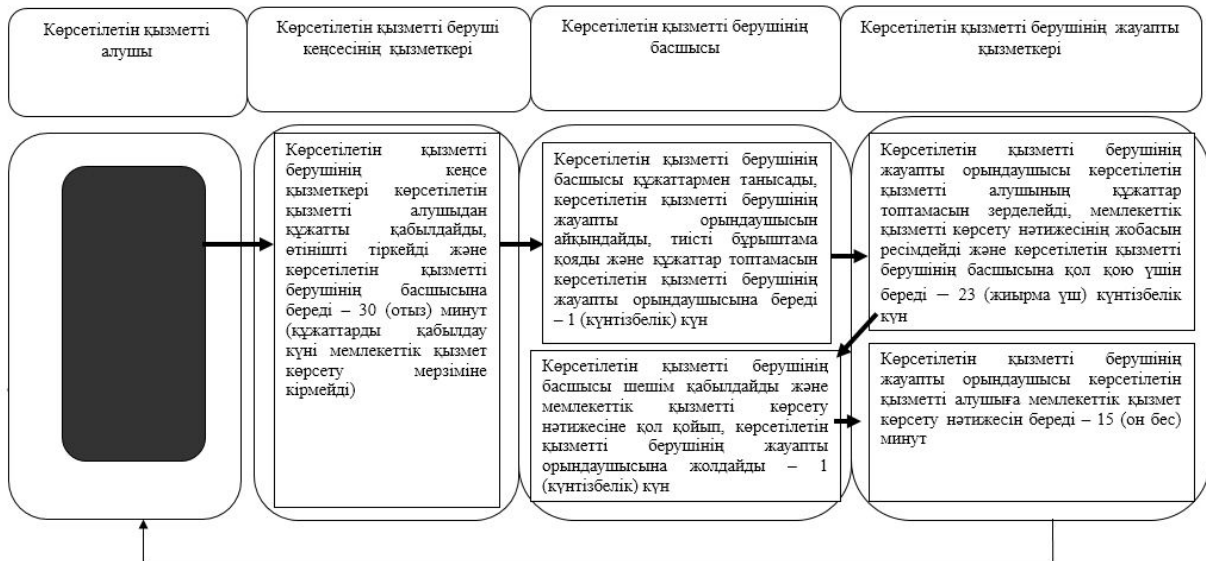 Көрсетілетін қызметті
алушы
Көрсетілетін қызметті беруші
кеңсесінің қызметкері
Көрсетілетін қызметті берушінің
басшысы
Көрсетілетін қызметті берушінің жауапты
қызметкері
Көрсетілетін қызметті
берушінің кеңсе
қызметкері көрсетілетін
қызметті алушыдан
құжатты қабылдайды,
өтінішті тіркейді және
көрсетілетін қызметті
берушінің басшысына
береді – 30 (отыз) минут
(құжаттарды қабылдау
күні мемлекеттік қызмет
көрсету мерзіміне
кірмейді)
Көрсетілетін қызметті берушінің
басшысы құжаттармен танысады,
көрсетілетін қызметті берушінің
жауапты орындаушысын
айқындайды, тиісті бұрыштама
қояды және құжаттар топтамасын
көрсетілетін қызметті берушінің
жауапты орындаушысына береді
– 1 (күнтізбелік) күн
Көрсетілетін қызметті берушінің
жауапты орындаушысы көрсетілетін
қызметті алушының құжаттар
топтамасын зерделейді, мемлекеттік
қызметті көрсету нәтижесінің жобасын
ресімдейді және көрсетілетін қызметті
берушінің басшысына қол қою үшін
береді – 23 (жиырма үш) күнтізбелік
күн
Көрсетілетін қызметті берушінің
басшысы шешім қабылдайды және
мемлекеттік қызметті көрсету
нәтижесіне қол қойып, көрсетілетін
қызметті берушінің жауапты
орындаушысына жолдайды – 1
(күнтізбелік) күн
Көрсетілетін қызметті берушінің
жауапты орындаушысы көрсетілетін
қызметті алушыға мемлекеттік қызмет
көрсету нәтижесін береді – 15 (он бес)
минут